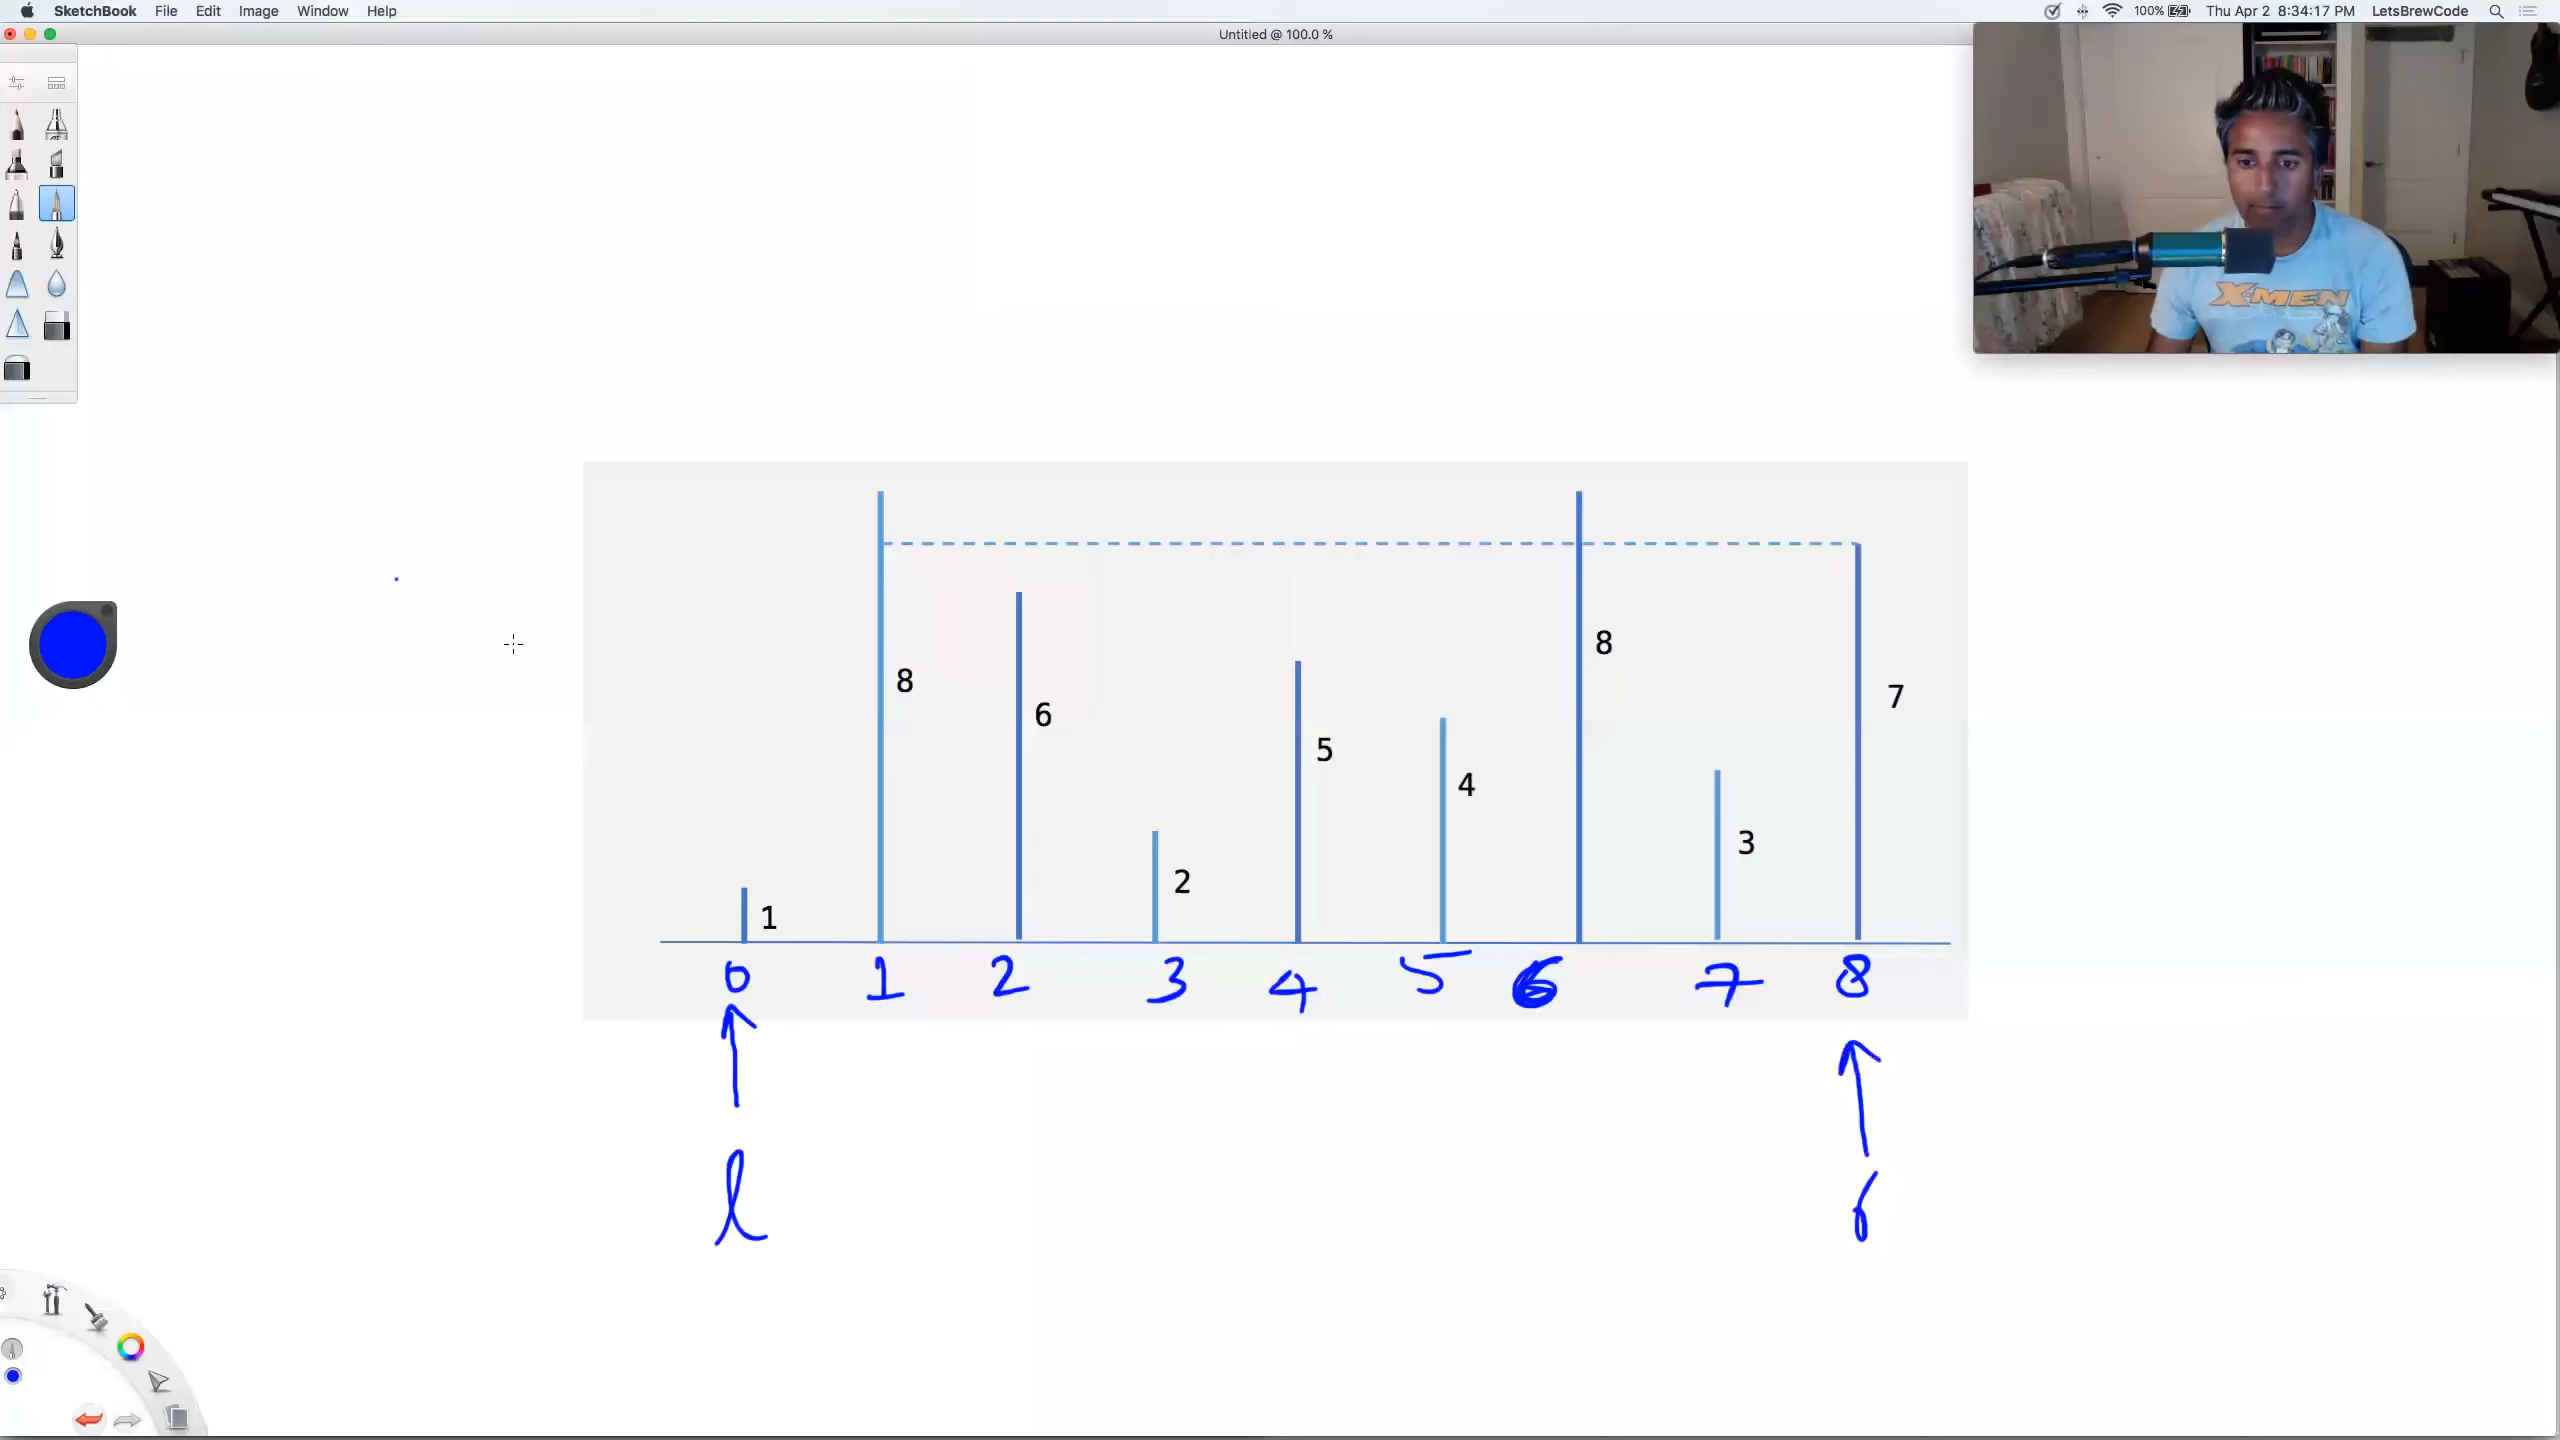 SketchBook File Edit Image Window Help 100% Thu Apr 2 8:34:17 PM LetsBrewCode
Untitled @ 100.0 %
X-MEN
8
8
6
7
5
4
2
3
1
0 1 2 3 4 5 6 7 8
l r